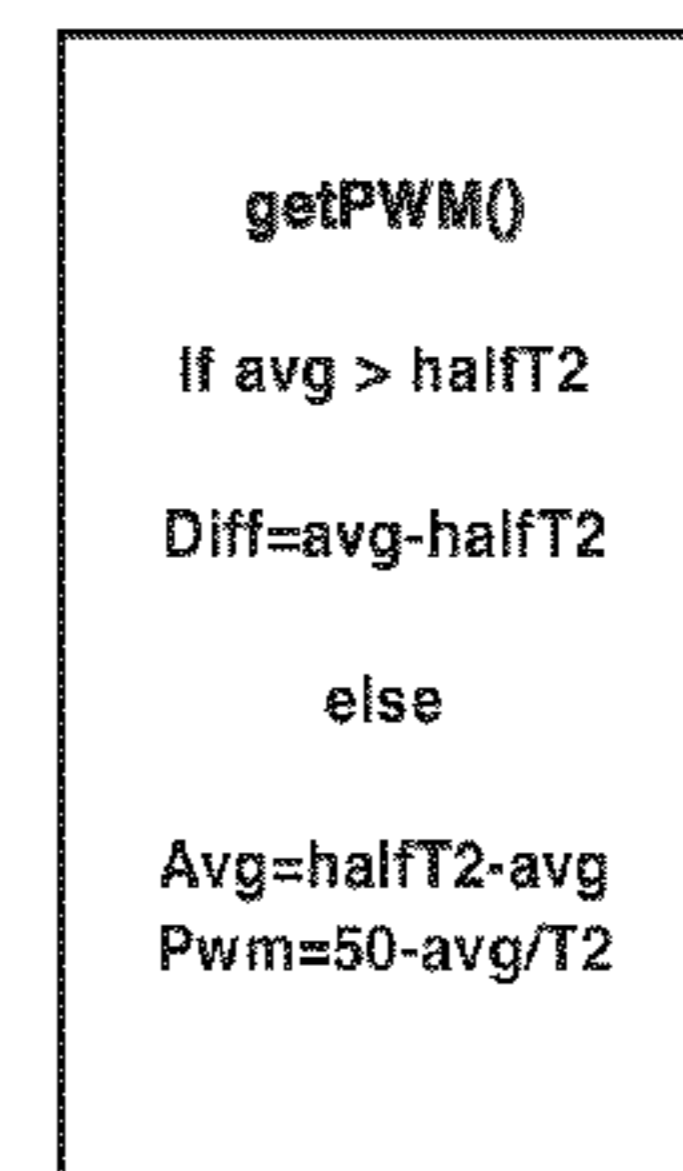 getPWM()
If avg > halfT2
Diff=avg-halfT2
else
Avg=halfT2-avg
Pwm=50-avg/T2